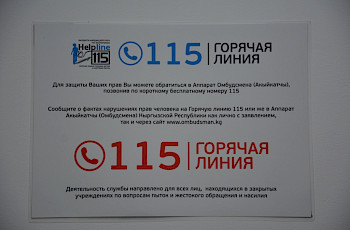 Helpline
115
115 ГОРЯЧАЯ
ЛИНИЯ
Для защиты Ваших прав Вы можете обратиться в Аппарат Омбудсмена (Акыйкатчы),
позвонив по короткому бесплатному номеру 115
Сообщите о фактах нарушениях прав человека на Горячую линию 115 или же в Аппарат
Акыйкатчы (Омбудсмена) Кыргызской Республики как лично с заявлением,
так и через сайт www.ombudsman.kg
115 ГОРЯЧАЯ
ЛИНИЯ
Деятельность службы направлено для всех лиц, находящихся в закрытых
учреждениях по вопросам пыток и жестокого обращения и насилия